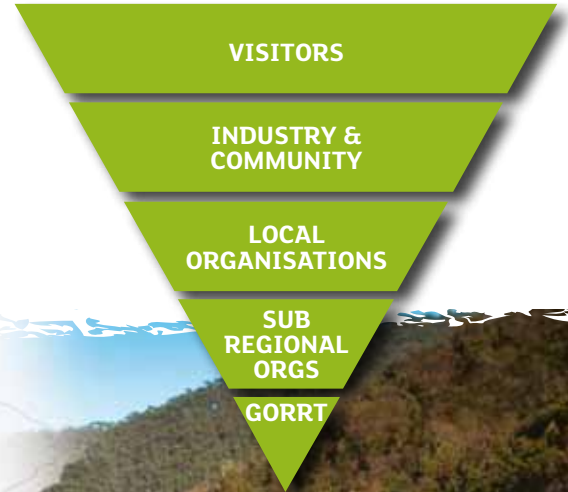 VISITORS
INDUSTRY &
COMMUNITY
LOCAL
ORGANISATIONS
SUB
REGIONAL
ORGS
GORRT